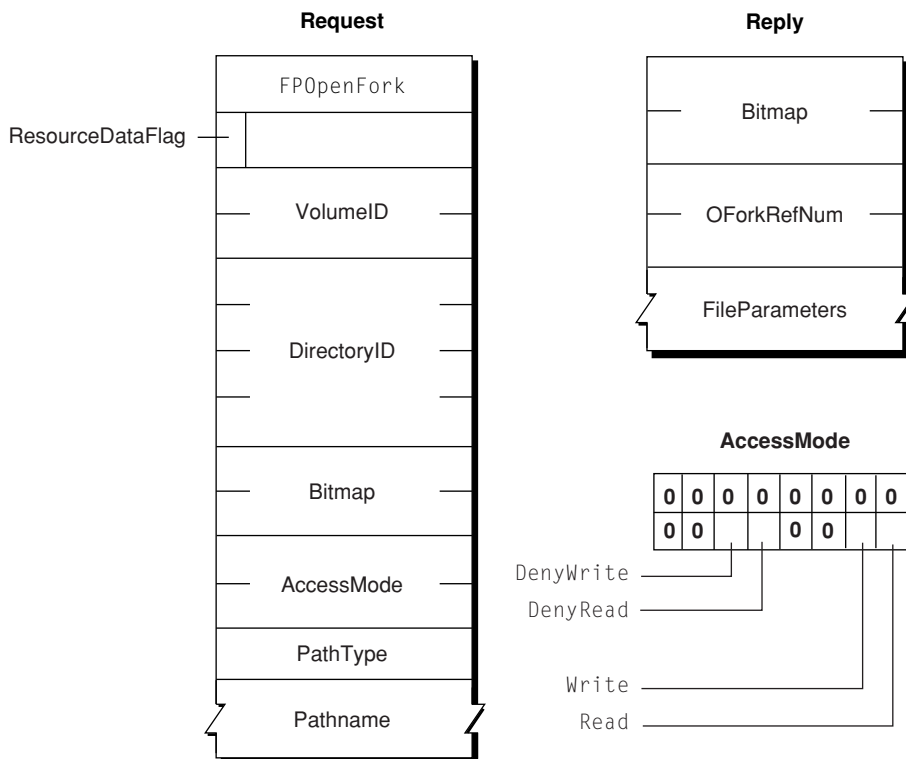 Request
FPOpenFork
ResourceDataFlag
VolumeID
DirectoryID
Bitmap
AccessMode
PathType
Pathname
Reply
Bitmap
OForkRefNum
FileParameters
AccessMode
0 0 0 0 0 0 0 0
0 0 0 0
DenyWrite
DenyRead
Write
Read